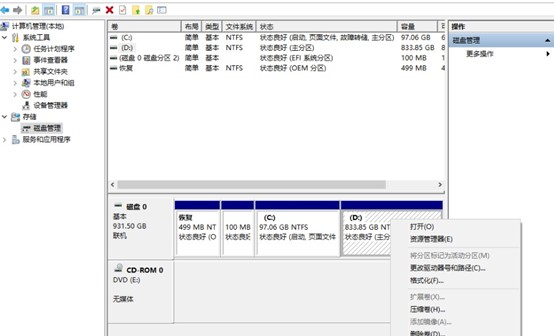 计算机管理(本地)
系统工具
任务计划程序
事件查看器
共享文件夹
本地用户和组
性能
设备管理器
存储
磁盘管理
服务和应用程序
卷 布局 类型 文件系统 状态 容量
(C:) 简单 基本 NTFS 状态良好 (启动, 页面文件, 故障转储, 主分区) 97.06 GB 6
(D:) 简单 基本 NTFS 状态良好 (主分区) 833.85 GB 8
(磁盘 0 磁盘分区 2) 简单 基本 状态良好 (EFI 系统分区) 100 MB 1
恢复 简单 基本 NTFS 状态良好 (OEM 分区) 499 MB 4
操作
磁盘管理
更多操作
磁盘 0
基本
931.50 GB
联机
恢复
499 MB NT
状态良好 (O
100 MB
状态良好
(C:)
97.06 GB NTFS
状态良好 (启动, 页面文件
(D:)
833.85 GB NT
状态良好 (主分
CD-ROM 0
DVD (E:)
无媒体
打开(O)
资源管理器(E)
将分区标记为活动分区(M)
更改驱动器号和路径(C)...
格式化(F)...
扩展卷(X)...
压缩卷(H)...
添加镜像(A)...
删除卷(D)...